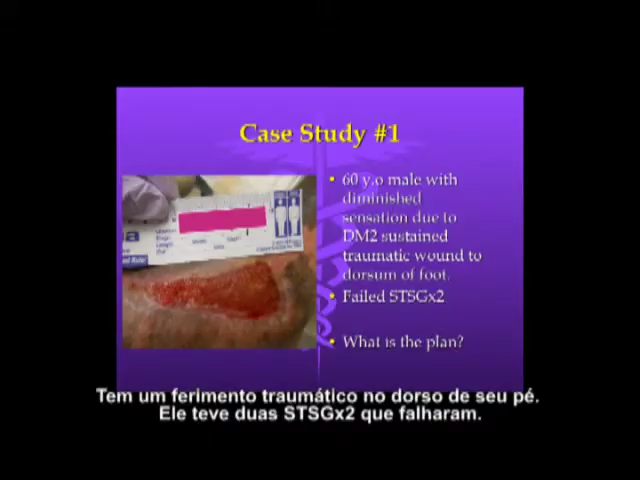 Case Study #1
• 60 y.o male with
diminished
sensation due to
DM2 sustained
traumatic wound to
dorsum of foot.
• Failed STSGx2
• What is the plan?
Tem um ferimento traumático no dorso de seu pé.
Ele teve duas STSGx2 que falharam.